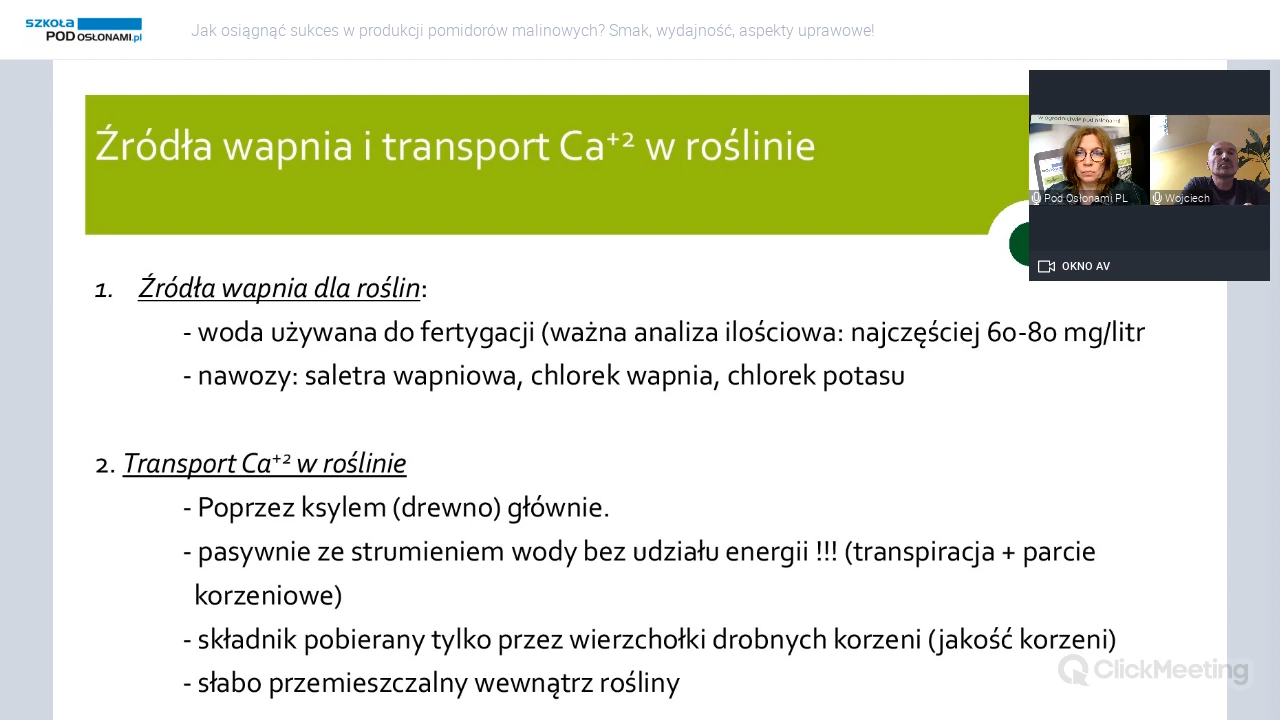 SZKOŁA
POD OSŁONAMI.pl
Jak osiągnąć sukces w produkcji pomidorów malinowych? Smak, wydajność, aspekty uprawowe!
Źródła wapnia i transport Ca⁺² w roślinie
w ogrodnictwie pod osłonami
Pod Osłonami PL
Wojciech
OKNO AV
1. Źródła wapnia dla roślin:
- woda używana do fertygacji (ważna analiza ilościowa: najczęściej 60-80 mg/litr
- nawozy: saletra wapniowa, chlorek wapnia, chlorek potasu
2. Transport Ca⁺² w roślinie
- Poprzez ksylem (drewno) głównie.
- pasywnie ze strumieniem wody bez udziału energii !!! (transpiracja + parcie
korzeniowe)
- składnik pobierany tylko przez wierzchołki drobnych korzeni (jakość korzeni)
- słabo przemieszczalny wewnątrz rośliny
ClickMeeting